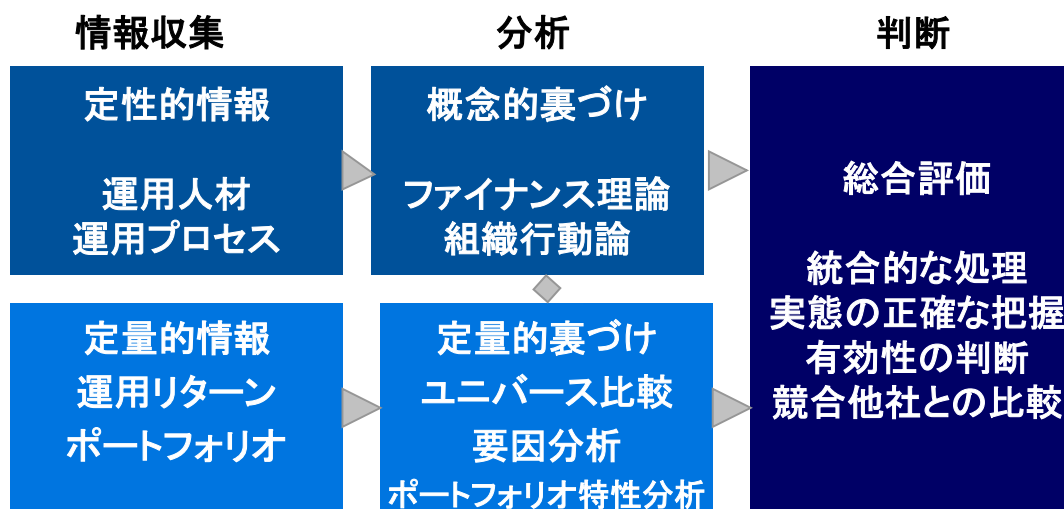 情報収集
分析
判断
定性的情報
運用人材
運用プロセス
概念的裏づけ
ファイナンス理論
組織行動論
定量的情報
運用リターン
ポートフォリオ
定量的裏づけ
ユニバース比較
要因分析
ポートフォリオ特性分析
総合評価
統合的な処理
実態の正確な把握
有効性の判断
競合他社との比較